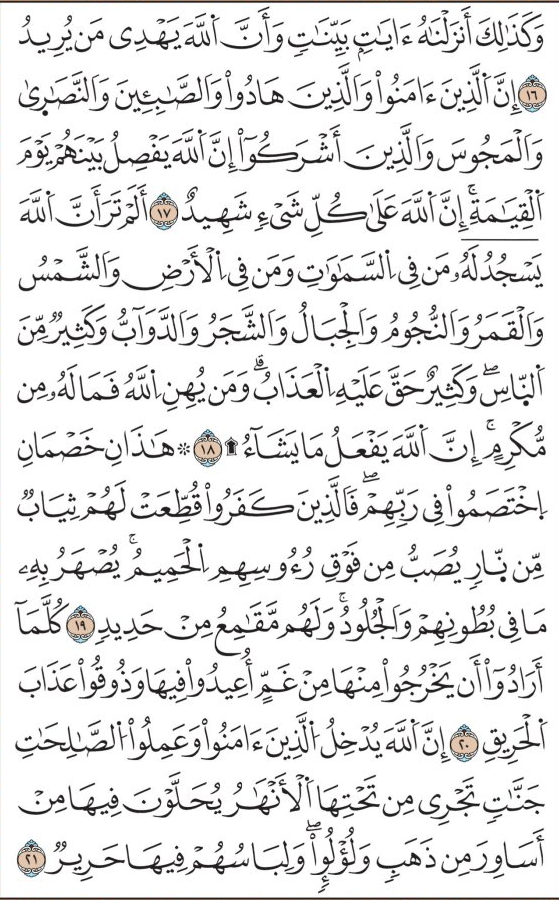 وَكَذَٰلِكَ أَنزَلْنَٰهُ ءَايَٰتِۢ بَيِّنَٰتٖ وَأَنَّ ٱللَّهَ يَهْدِى مَن يُرِيدُ
١٦ إِنَّ ٱلَّذِينَ ءَامَنُواْ وَٱلَّذِينَ هَادُواْ وَٱلصَّٰبِـِٔينَ وَٱلنَّصَٰرِىٰ
وَٱلْمَجُوسَ وَٱلَّذِينَ أَشْرَكُوٓاْ إِنَّ ٱللَّهَ يَفْصِلُ بَيْنَهُمْ يَوْمَ
ٱلْقِيَٰمَةِۚ إِنَّ ٱللَّهَ عَلَىٰ كُلِّ شَىْءٖ شَهِيدٌ ١٧ أَلَمْ تَرَ أَنَّ ٱللَّهَ
يَسْجُدُ لَهُۥ مَن فِى ٱلسَّمَٰوَٰتِ وَمَن فِى ٱلْأَرْضِ وَٱلشَّمْسُ
وَٱلْقَمَرُ وَٱلنُّجُومُ وَٱلْجِبَالُ وَٱلشَّجَرُ وَٱلدَّوَآبُّ وَكَثِيرٞ مِّنَ
ٱلنَّاسِۖ وَكَثِيرٌ حَقَّ عَلَيْهِ ٱلْعَذَابُۗ وَمَن يُهِنِ ٱللَّهُ فَمَا لَهُۥ مِن
مُّكْرِمٍۚ إِنَّ ٱللَّهَ يَفْعَلُ مَا يَشَآءُ ۩ ١٨ ۞ هَٰذَانِ خَصْمَانِ
ٱخْتَصَمُواْ فِى رَبِّهِمْۖ فَٱلَّذِينَ كَفَرُواْ قُطِّعَتْ لَهُمْ ثِيَابٞ
مِّن نّارٖ يُصَبُّ مِن فَوْقِ رُءُوسِهِمِ ٱلْحَمِيمُۚ يُصْهَرُ بِهِۦ
مَا فِى بُطُونِهِمْ وَٱلْجُلُودُۚ وَلَهُم مَّقَٰمِعُ مِنْ حَدِيدٖ ١٩ كُلَّمَآ
أَرَادُوٓاْ أَن يَخْرُجُواْ مِنْهَا مِنْ غَمٍّ أُعِيدُواْ فِيهَا وَذُوقُواْ عَذَابَ
ٱلْحَرِيقِ ٢٠ إِنَّ ٱللَّهَ يُدْخِلُ ٱلَّذِينَ ءَامَنُواْ وَعَمِلُواْ ٱلصَّٰلِحَٰتِ
جَنَّٰتٖ تَجْرِى مِن تَحْتِهَا ٱلْأَنْهَٰرُ يُحَلَّوْنَ فِيهَا مِنْ
أَسَاوِرَ مِن ذَهَبٖ وَلُؤْلُوٕاْۖ وَلِبَاسُهُمْ فِيهَا حَرِيرٌ ٢١